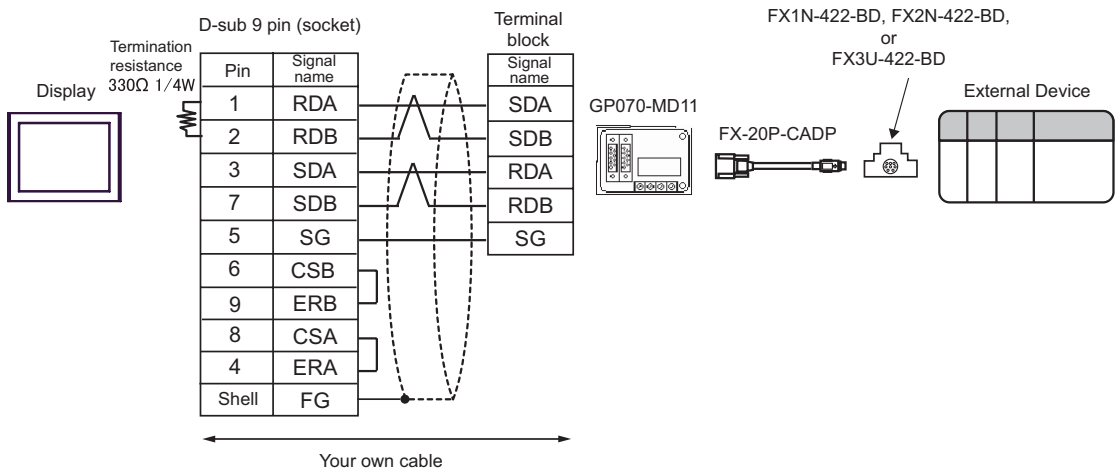 FX1N-422-BD, FX2N-422-BD,
or
FX3U-422-BD
D-sub 9 pin (socket)
Terminal
block
Termination
resistance
330Ω 1/4W
Display
Pin Signal name
1 RDA
2 RDB
3 SDA
7 SDB
5 SG
6 CSB
9 ERB
8 CSA
4 ERA
Shell FG
Signal
name
SDA
SDB
RDA
RDB
SG
GP070-MD11
FX-20P-CADP
External Device
Your own cable